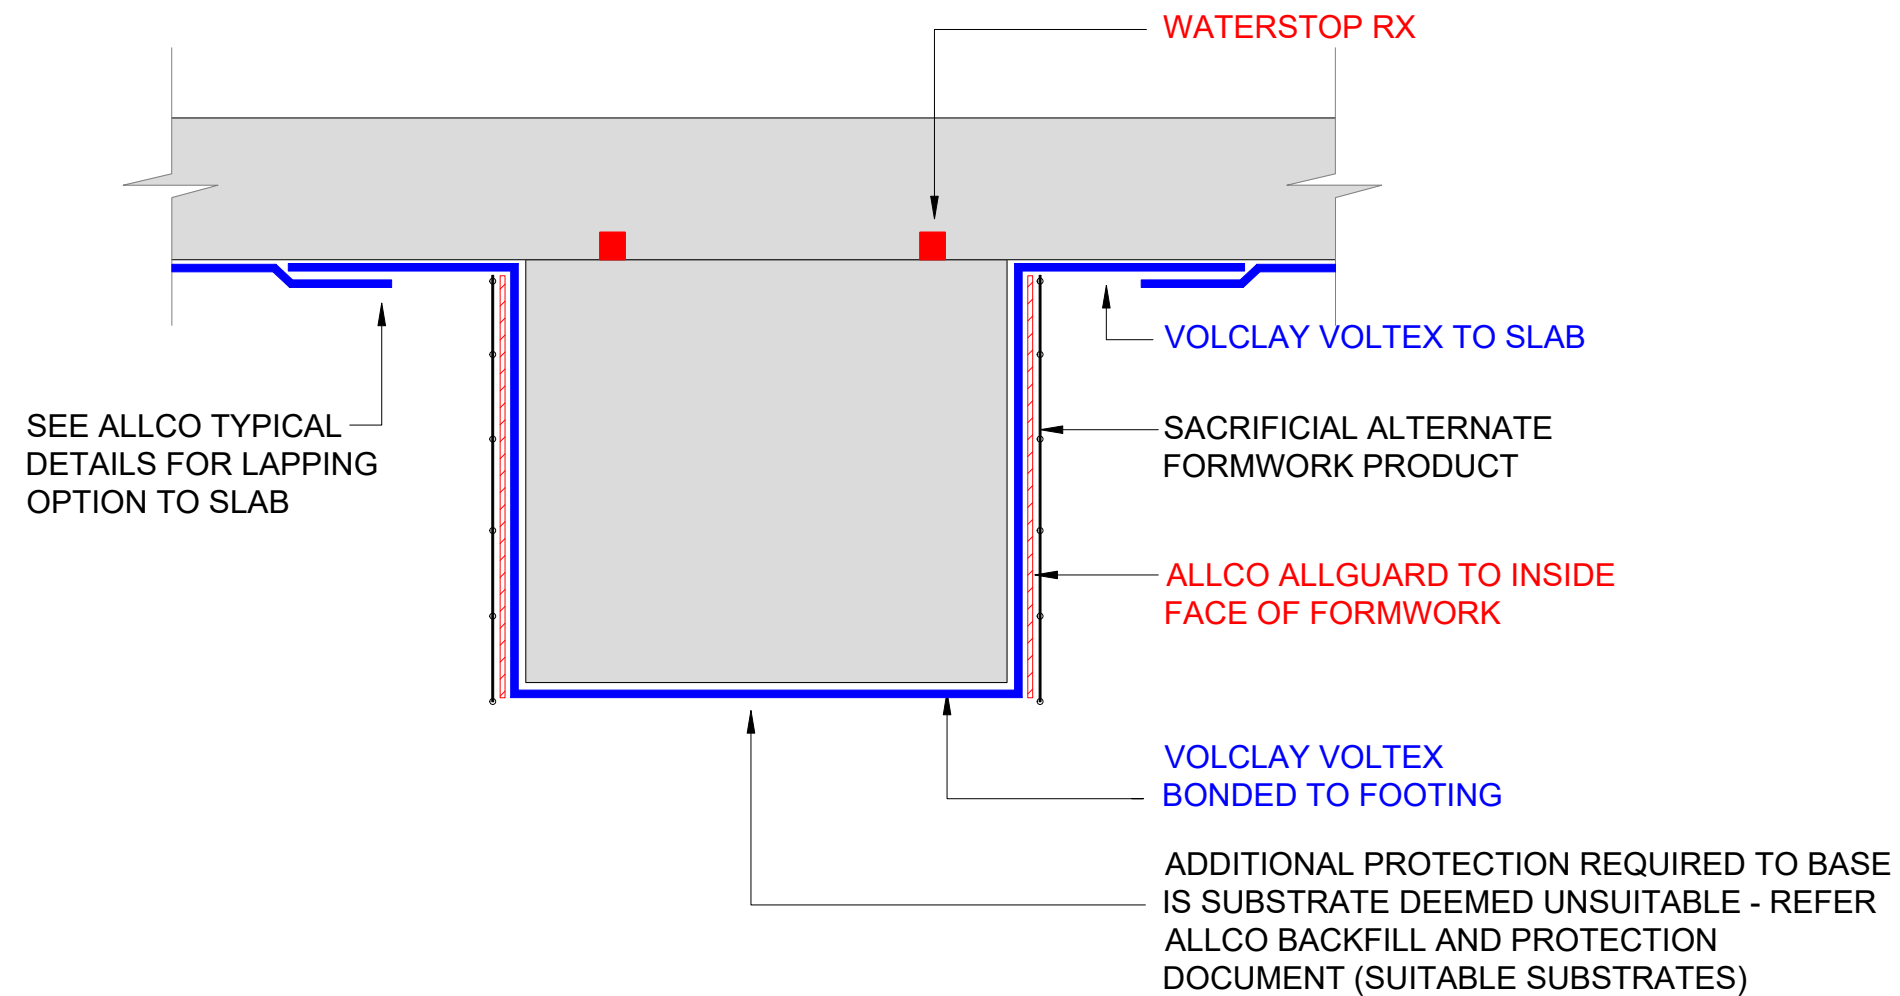 WATERSTOP RX
VOLCLAY VOLTEX TO SLAB
SEE ALLCO TYPICAL
DETAILS FOR LAPPING
OPTION TO SLAB
SACRIFICIAL ALTERNATE
FORMWORK PRODUCT
ALLCO ALLGUARD TO INSIDE
FACE OF FORMWORK
VOLCLAY VOLTEX
BONDED TO FOOTING
ADDITIONAL PROTECTION REQUIRED TO BASE
IS SUBSTRATE DEEMED UNSUITABLE - REFER
ALLCO BACKFILL AND PROTECTION
DOCUMENT (SUITABLE SUBSTRATES)